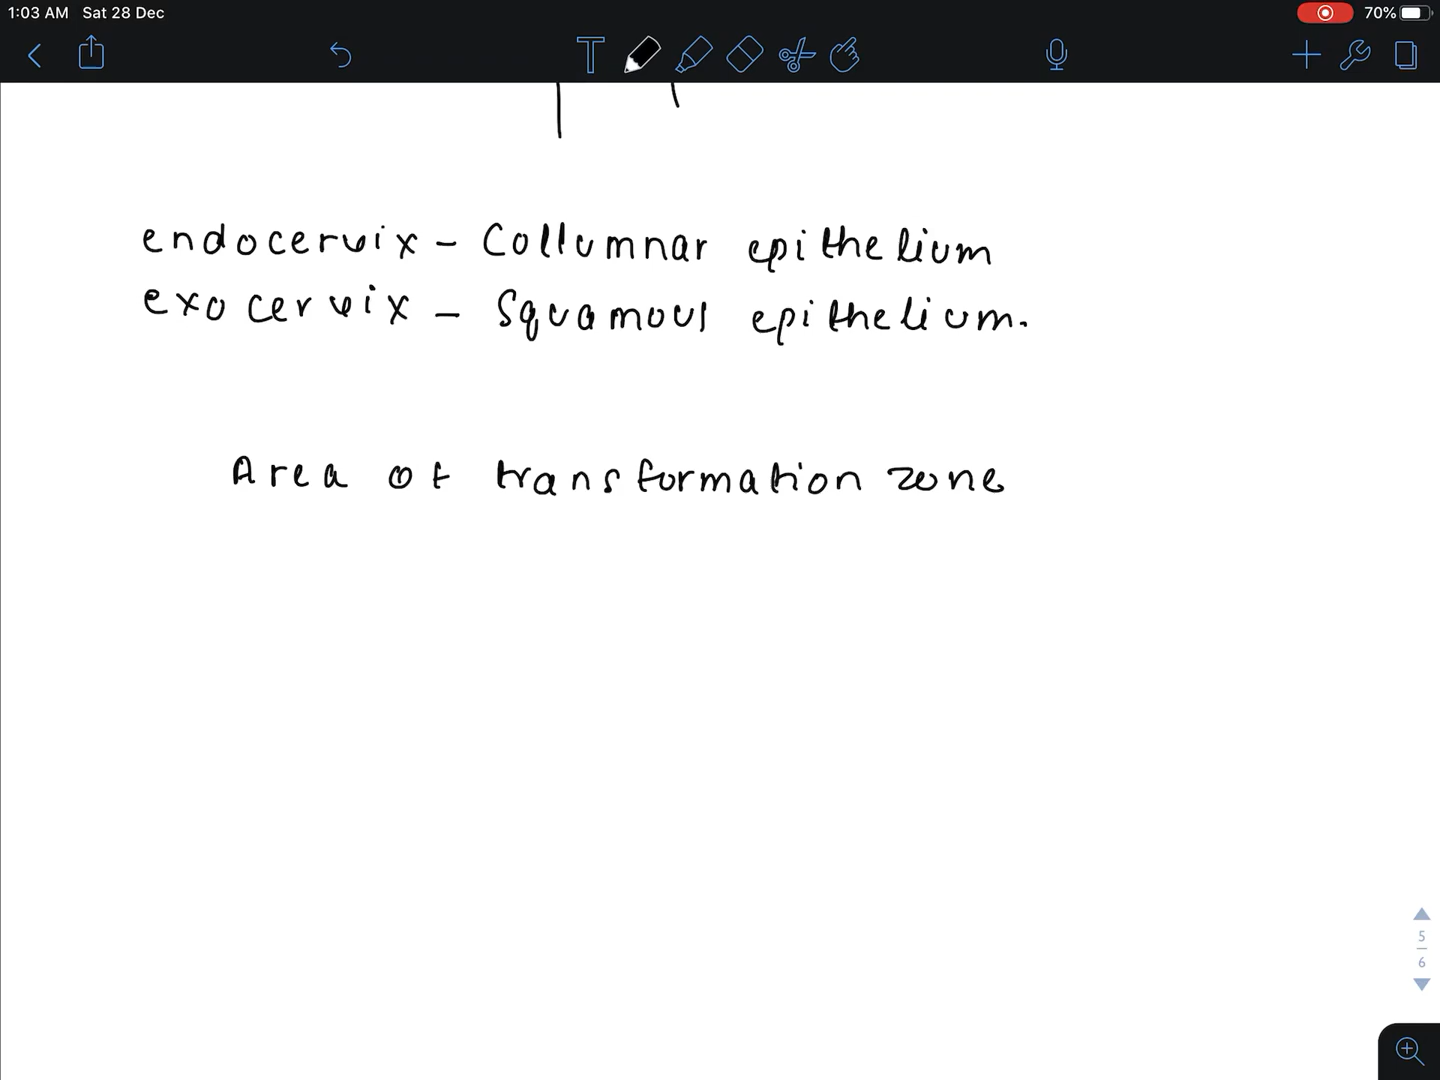 1:03 AM Sat 28 Dec 70%
T
endocervix - Collumnar epithelium
exocervix - Squamous epithelium.
Area of transformation zone
5
6